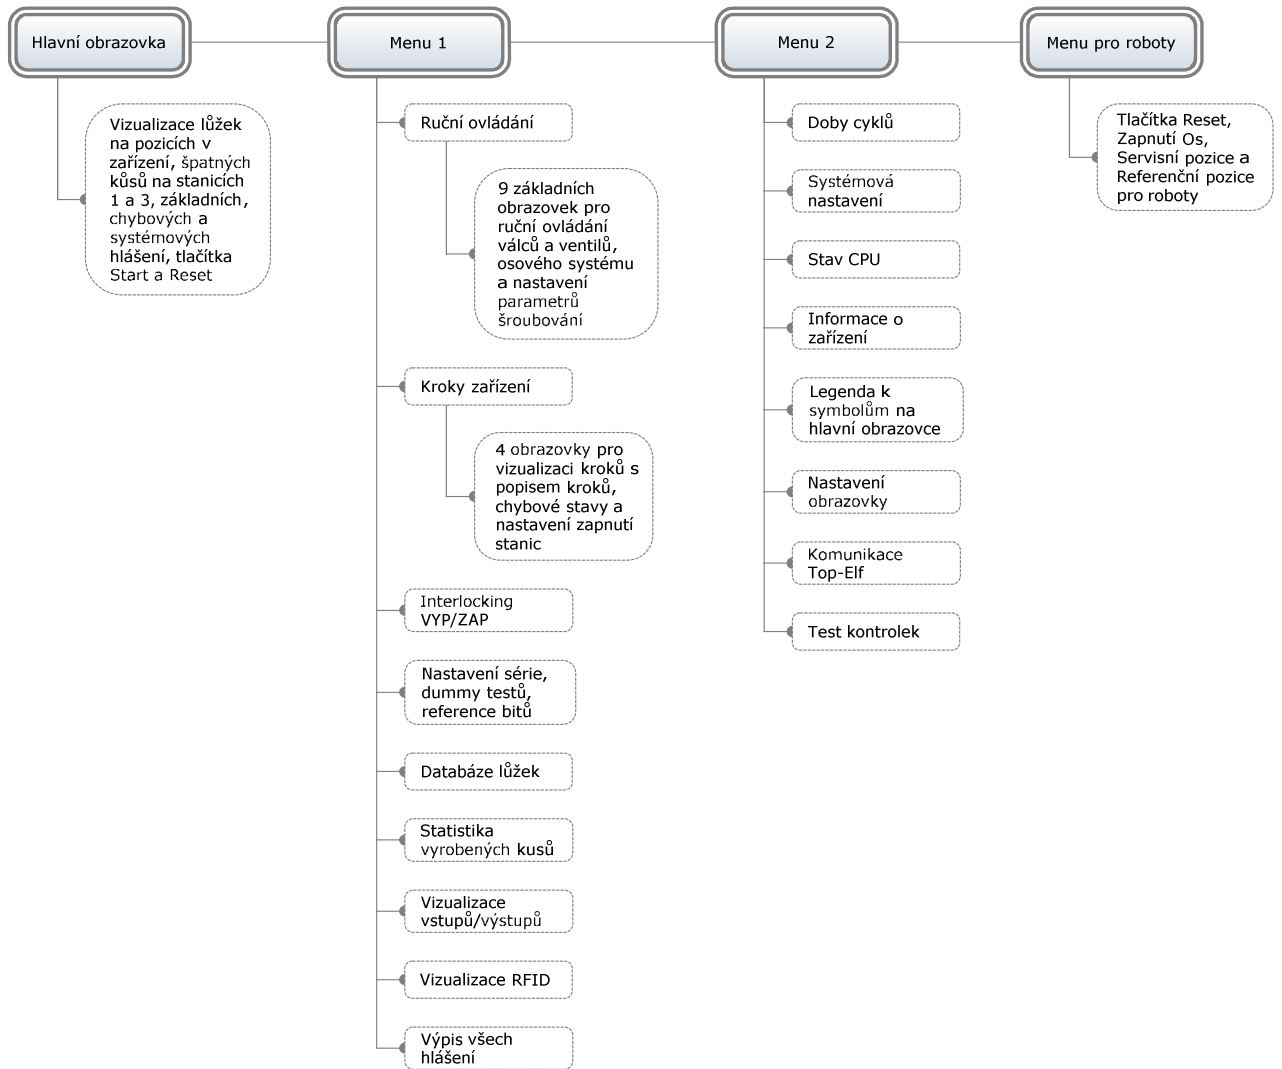 Hlavní obrazovka
Vizualizace lůžek
na pozicích v
zařízení, špatných
kůsů na stanicích
1 a 3, základních,
chybových a
systémových
hlášení, tlačítka
Start a Reset
Menu 1
Ruční ovládání
9 základních
obrazovek pro
ruční ovládání
válců a ventilů,
osového systému
a nastavení
parametrů
šroubování
Kroky zařízení
4 obrazovky pro
vizualizaci kroků s
popisem kroků,
chybové stavy a
nastavení zapnutí
stanic
Interlocking
VYP/ZAP
Nastavení série,
dummy testů,
reference bitů
Databáze lůžek
Statistika
vyrobených kusů
Vizualizace
vstupů/výstupů
Vizualizace RFID
Výpis všech
hlášení
Menu 2
Doby cyklů
Systémová
nastavení
Stav CPU
Informace o
zařízení
Legenda k
symbolům na
hlavní obrazovce
Nastavení
obrazovky
Komunikace
Top-Elf
Test kontrolek
Menu pro roboty
Tlačítka Reset,
Zapnutí Os,
Servisní pozice a
Referenční pozice
pro roboty